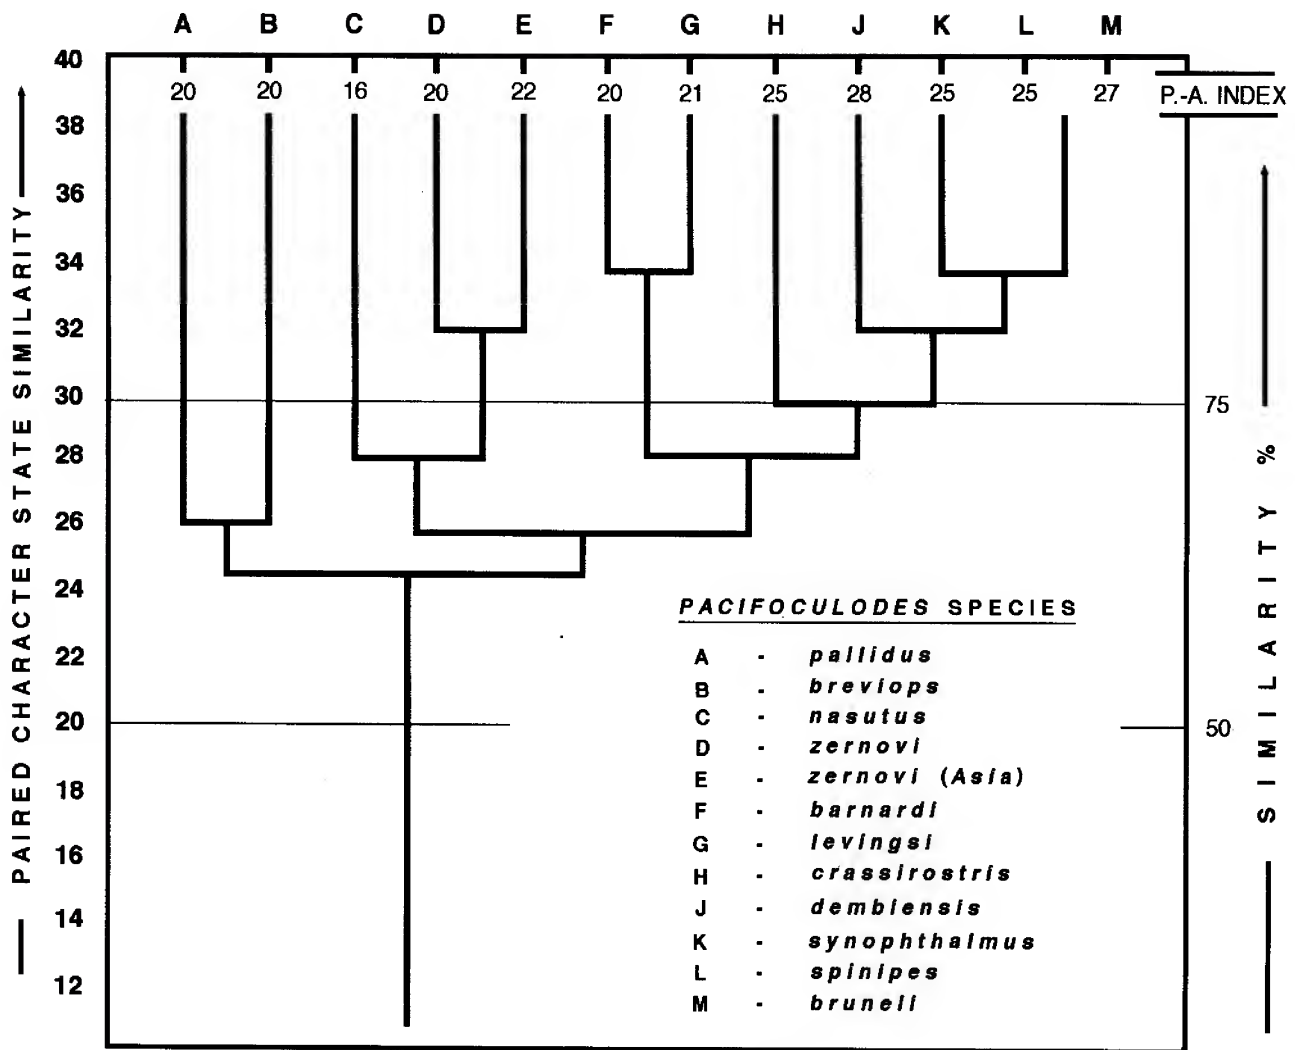 A B C D E F G H J K L M
40
20 20 16 20 22 20 21 25 28 25 25 27 P.-A. INDEX
38
36
34
32
30 75
28
26
24
22
20 50
18
16
14
12
PAIRED CHARACTER STATE SIMILARITY
SIMILARITY %
PACIFOCULODES SPECIES
A - pallidus
B - breviops
C - nasutus
D - zernovi
E - zernovi (Asia)
F - barnardi
G - levingsi
H - crassirostris
J - dembiensis
K - synophthalmus
L - spinipes
M - bruneli